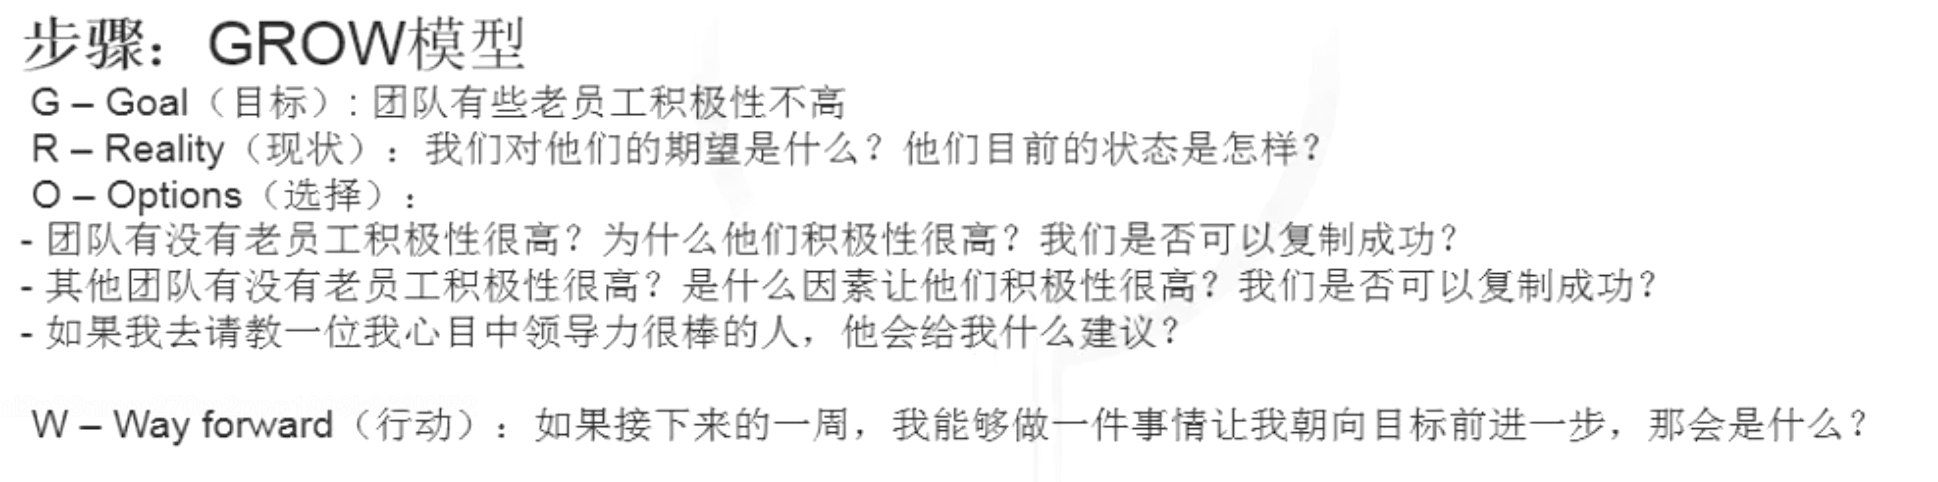 步骤：GROW模型
G – Goal（目标）: 团队有些老员工积极性不高
R – Reality（现状）：我们对他们的期望是什么？他们目前的状态是怎样？
O – Options（选择）：
- 团队有没有老员工积极性很高？为什么他们积极性很高？我们是否可以复制成功？
- 其他团队有没有老员工积极性很高？是什么因素让他们积极性很高？我们是否可以复制成功？
- 如果我去请教一位我心目中领导力很棒的人，他会给我什么建议？
W – Way forward（行动）：如果接下来的一周，我能够做一件事情让我朝向目标前进一步，那会是什么？